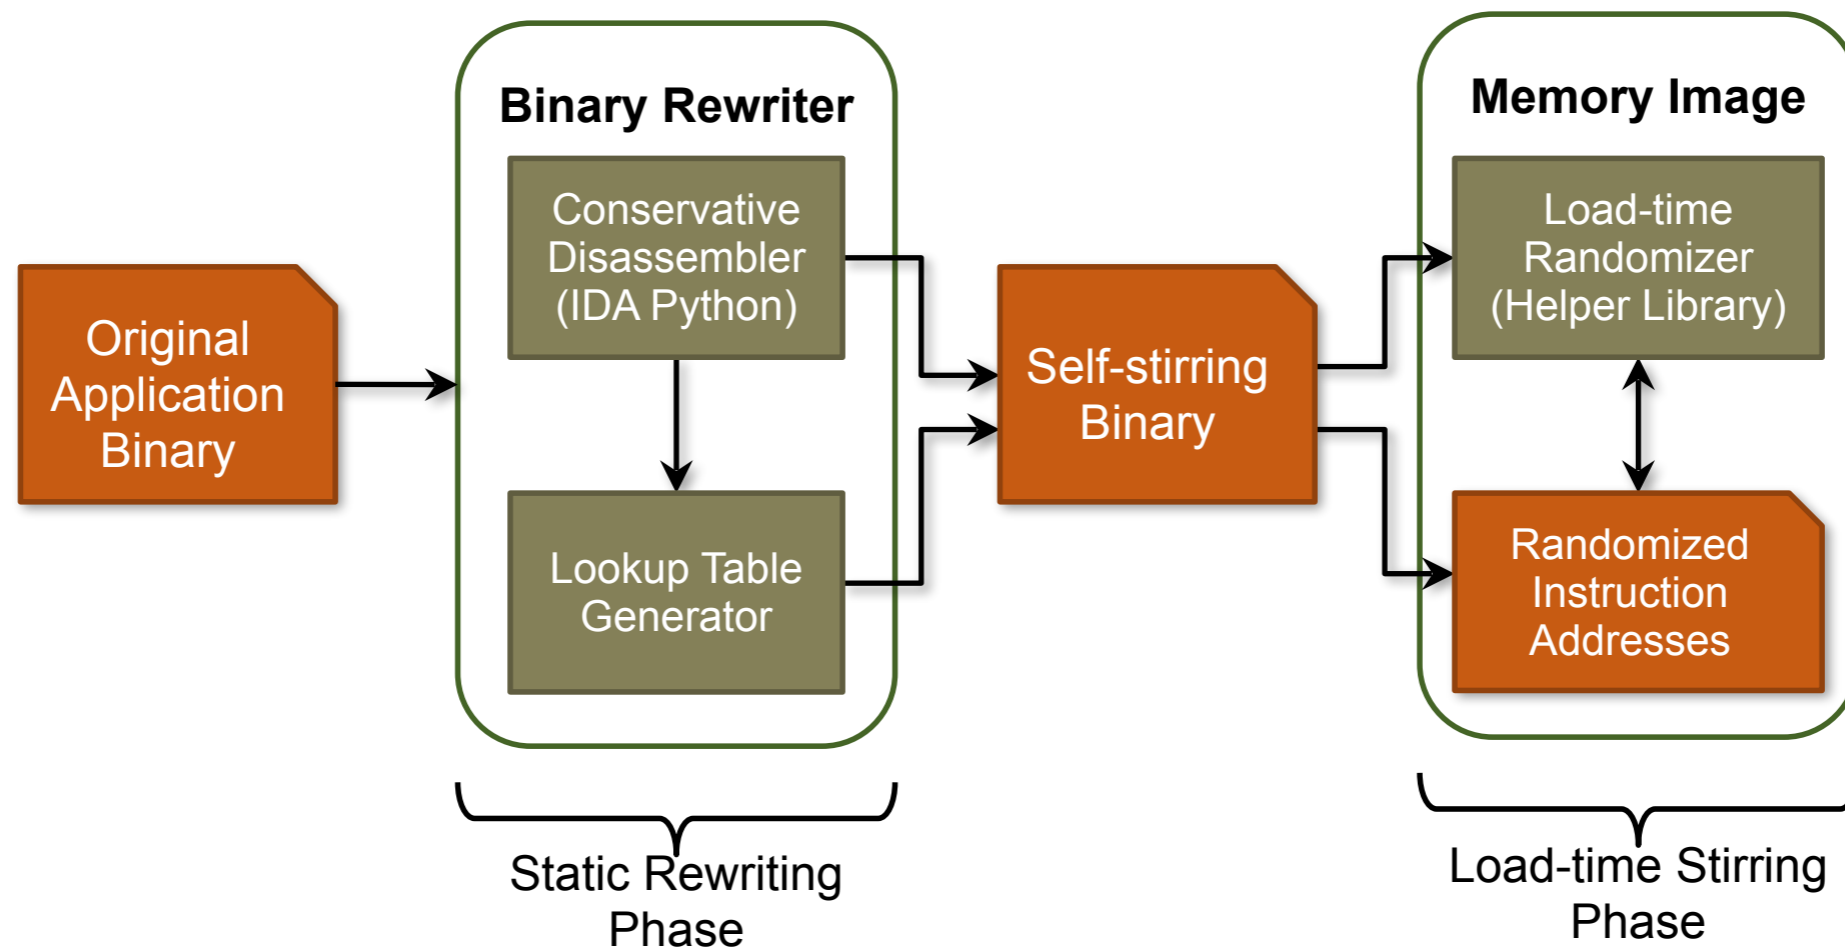 Original
Application
Binary
Binary Rewriter
Conservative
Disassembler
(IDA Python)
Lookup Table
Generator
Static Rewriting
Phase
Self-stirring
Binary
Memory Image
Load-time
Randomizer
(Helper Library)
Randomized
Instruction
Addresses
Load-time Stirring
Phase